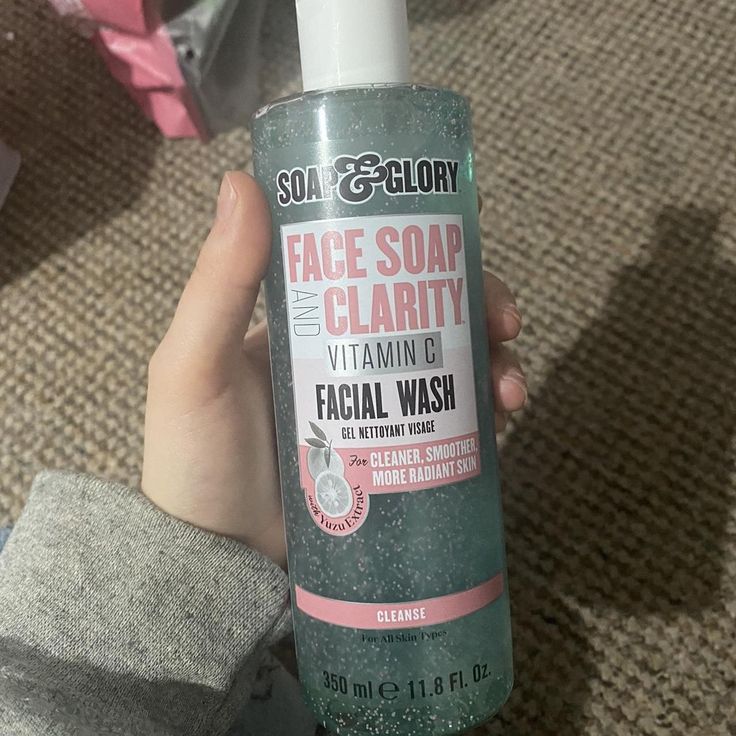 SOAP&GLORY
FACE SOAP
AND
CLARITY™
VITAMIN C
FACIAL WASH
GEL NETTOYANT VISAGE
For CLEANER, SMOOTHER,
MORE RADIANT SKIN
with Yuzu Extract
CLEANSE
For All Skin Types
350 ml ℮ 11.8 Fl. Oz.